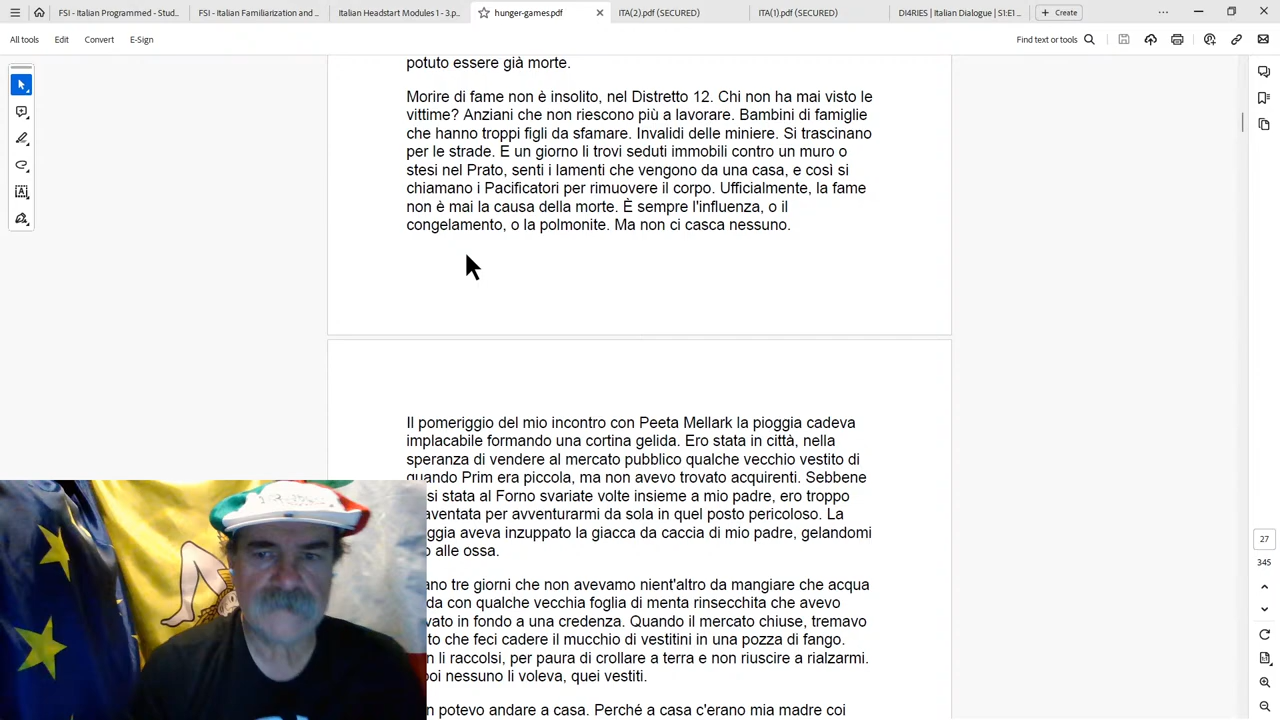 FSI - Italian Programmed - Stud...
FSI - Italian Familiarization and ...
Italian Headstart Modules 1 - 3.p...
hunger-games.pdf
ITA(2).pdf (SECURED)
ITA(1).pdf (SECURED)
DI4RIES | Italian Dialogue | S1:E1 ...
+ Create
All tools Edit Convert E-Sign
Find text or tools
potuto essere già morte.
Morire di fame non è insolito, nel Distretto 12. Chi non ha mai visto le
vittime? Anziani che non riescono più a lavorare. Bambini di famiglie
che hanno troppi figli da sfamare. Invalidi delle miniere. Si trascinano
per le strade. E un giorno li trovi seduti immobili contro un muro o
stesi nel Prato, senti i lamenti che vengono da una casa, e così si
chiamano i Pacificatori per rimuovere il corpo. Ufficialmente, la fame
non è mai la causa della morte. È sempre l'influenza, o il
congelamento, o la polmonite. Ma non ci casca nessuno.
Il pomeriggio del mio incontro con Peeta Mellark la pioggia cadeva
implacabile formando una cortina gelida. Ero stata in città, nella
speranza di vendere al mercato pubblico qualche vecchio vestito di
quando Prim era piccola, ma non avevo trovato acquirenti. Sebbene
si stata al Forno svariate volte insieme a mio padre, ero troppo
aventata per avventurarmi da sola in quel posto pericoloso. La
ggia aveva inzuppato la giacca da caccia di mio padre, gelandomi
o alle ossa.
ano tre giorni che non avevamo nient'altro da mangiare che acqua
da con qualche vecchia foglia di menta rinsecchita che avevo
vato in fondo a una credenza. Quando il mercato chiuse, tremavo
to che feci cadere il mucchio di vestitini in una pozza di fango.
n li raccolsi, per paura di crollare a terra e non riuscire a rialzarmi.
poi nessuno li voleva, quei vestiti.
n potevo andare a casa. Perché a casa c'erano mia madre coi
27
345